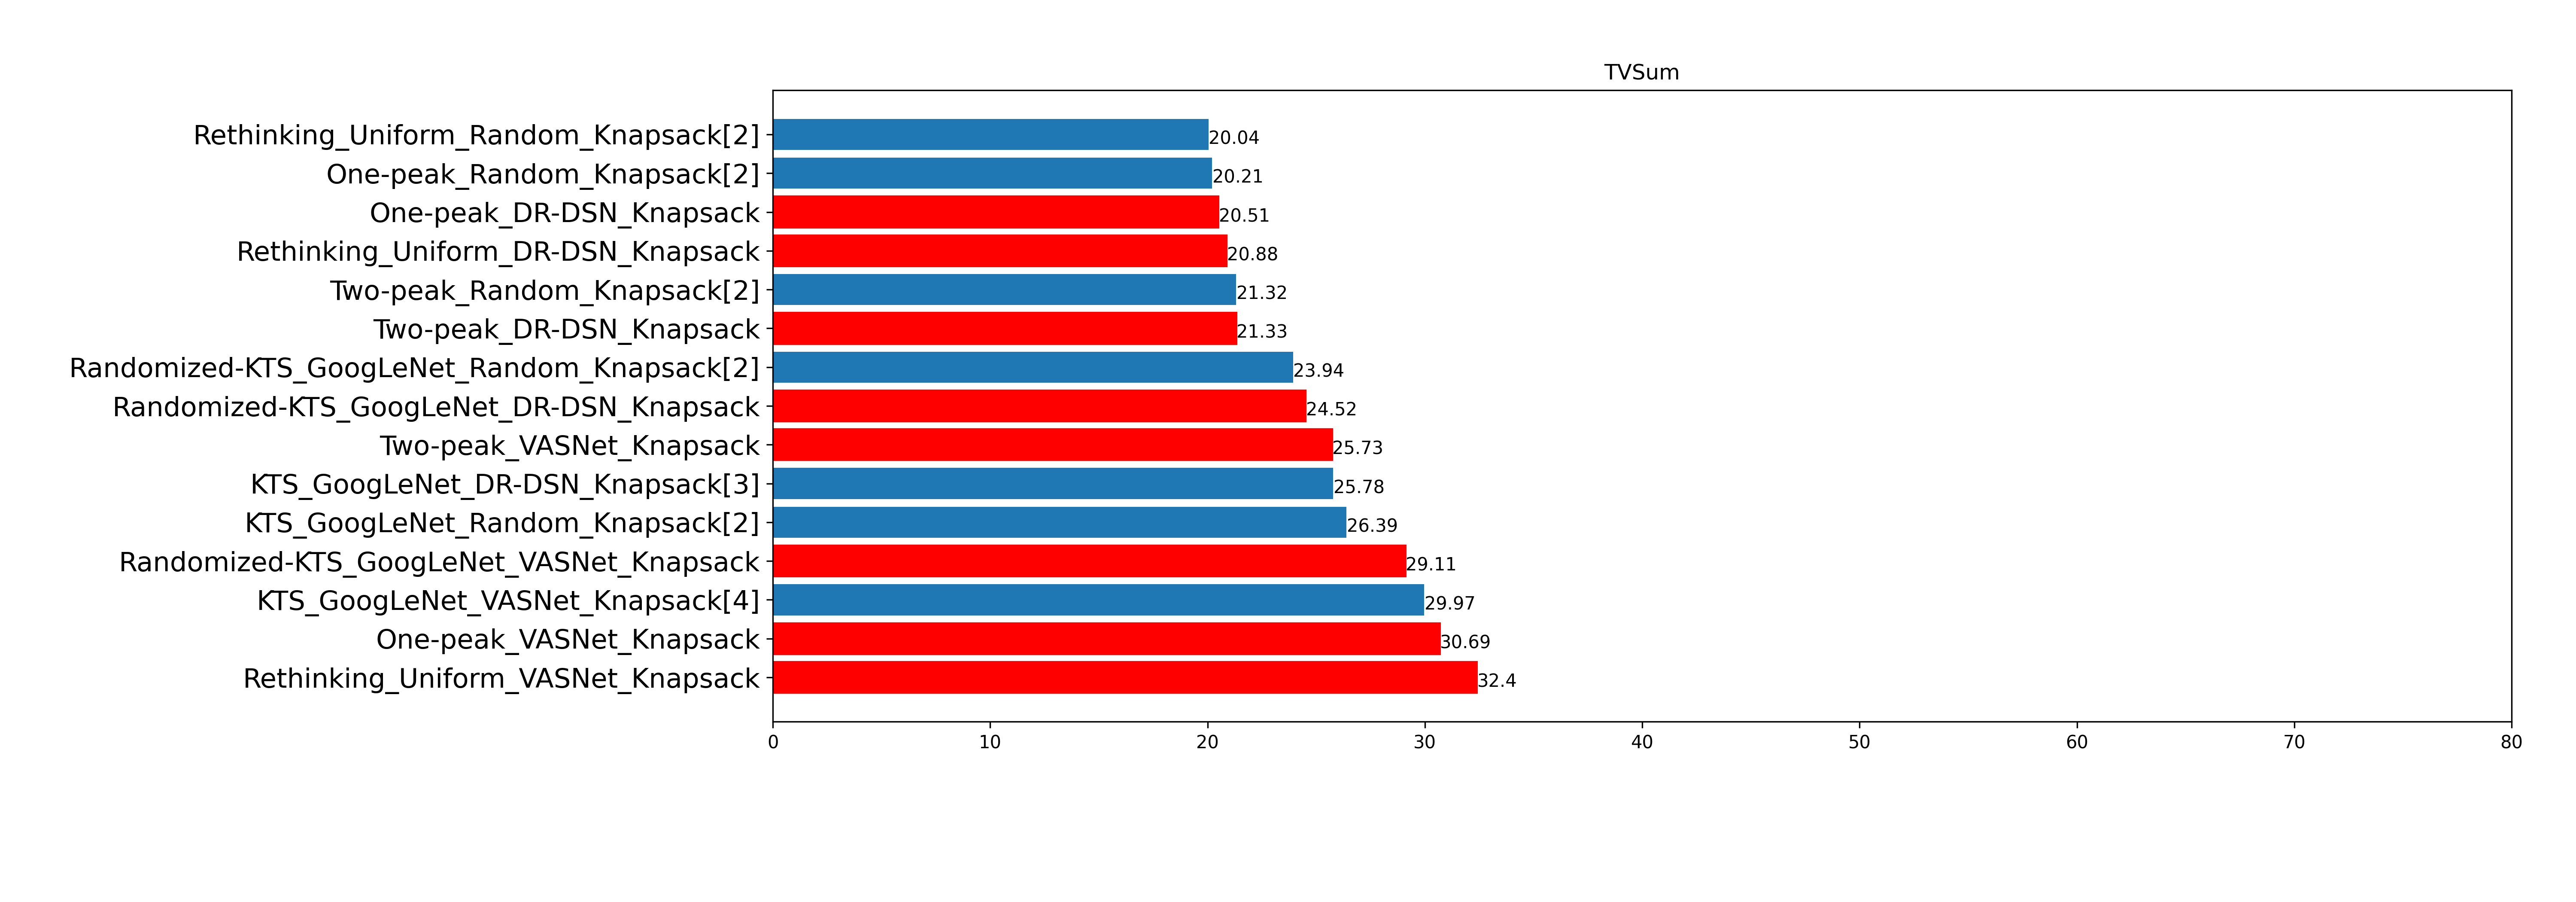 TVSum
Rethinking_Uniform_Random_Knapsack[2] 20.04
One-peak_Random_Knapsack[2] 20.21
One-peak_DR-DSN_Knapsack 20.51
Rethinking_Uniform_DR-DSN_Knapsack 20.88
Two-peak_Random_Knapsack[2] 21.32
Two-peak_DR-DSN_Knapsack 21.33
Randomized-KTS_GoogLeNet_Random_Knapsack[2] 23.94
Randomized-KTS_GoogLeNet_DR-DSN_Knapsack 24.52
Two-peak_VASNet_Knapsack 25.73
KTS_GoogLeNet_DR-DSN_Knapsack[3] 25.78
KTS_GoogLeNet_Random_Knapsack[2] 26.39
Randomized-KTS_GoogLeNet_VASNet_Knapsack 29.11
KTS_GoogLeNet_VASNet_Knapsack[4] 29.97
One-peak_VASNet_Knapsack 30.69
Rethinking_Uniform_VASNet_Knapsack 32.4
0 10 20 30 40 50 60 70 80